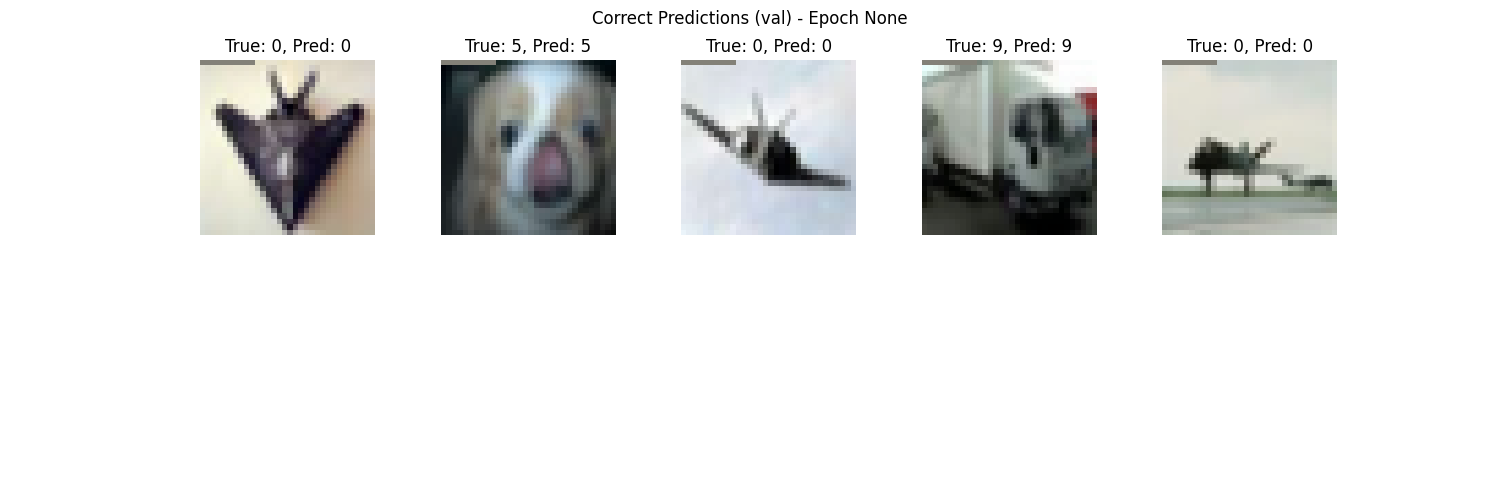 Correct Predictions (val) - Epoch None
True: 0, Pred: 0
True: 5, Pred: 5
True: 0, Pred: 0
True: 9, Pred: 9
True: 0, Pred: 0